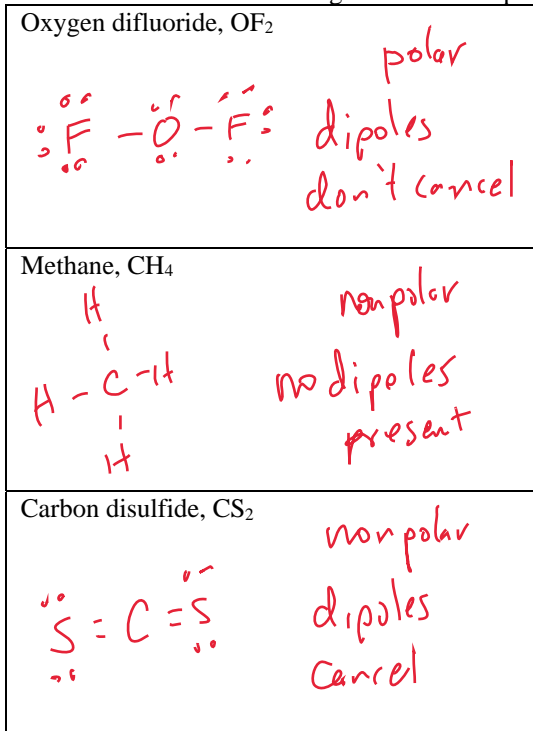 Oxygen difluoride, OF₂
polar
:F – O – F:
dipoles
don't cancel
Methane, CH₄
H
nonpolar
H – C – H
no dipoles
present
H
Carbon disulfide, CS₂
nonpolar
S = C = S
dipoles
cancel